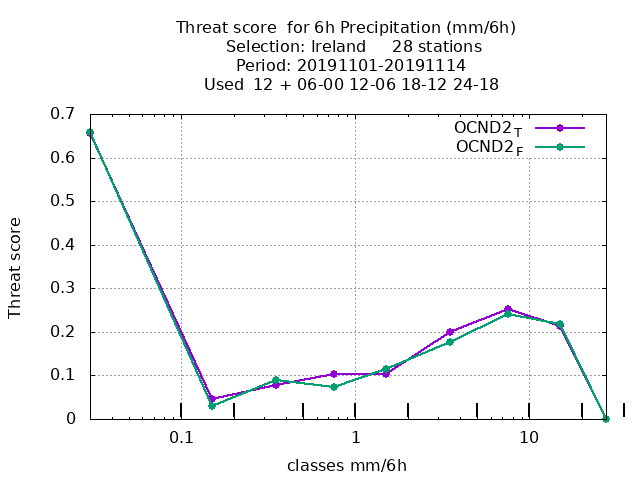 Threat score  for 6h Precipitation (mm/6h)
Selection: Ireland     28 stations
Period: 20191101-20191114
Used  12 + 06-00 12-06 18-12 24-18
OCND2T
OCND2F
0.7
0.6
0.5
0.4
0.3
0.2
0.1
0
Threat score
0.1 1 10
classes mm/6h